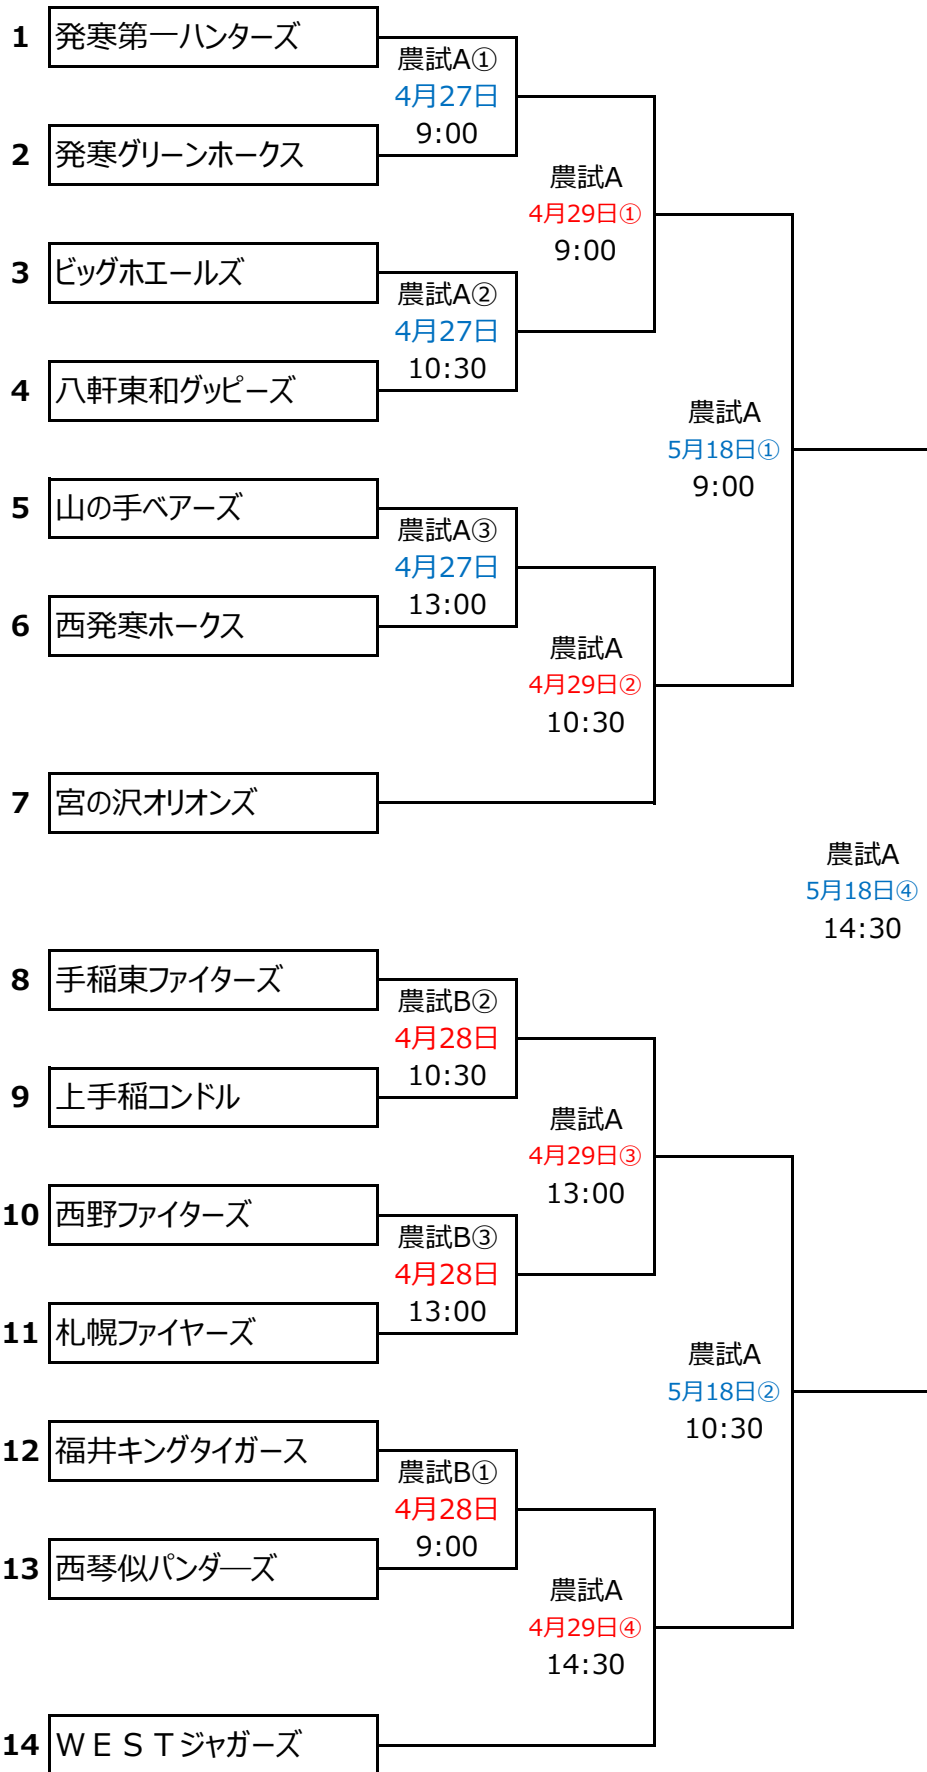 1 発寒第一ハンターズ
農試A①
4月27日
9:00
2 発寒グリーンホークス
農試A
4月29日①
9:00
3 ビッグホエールズ
農試A②
4月27日
10:30
4 八軒東和グッピーズ
農試A
5月18日①
9:00
5 山の手ベアーズ
農試A③
4月27日
13:00
6 西発寒ホークス
農試A
4月29日②
10:30
7 宮の沢オリオンズ
農試A
5月18日④
14:30
8 手稲東ファイターズ
農試B②
4月28日
10:30
9 上手稲コンドル
農試A
4月29日③
13:00
10 西野ファイターズ
農試B③
4月28日
13:00
11 札幌ファイヤーズ
農試A
5月18日②
10:30
12 福井キングタイガース
農試B①
4月28日
9:00
13 西琴似パンダ―ズ
農試A
4月29日④
14:30
14 ＷＥＳＴジャガーズ